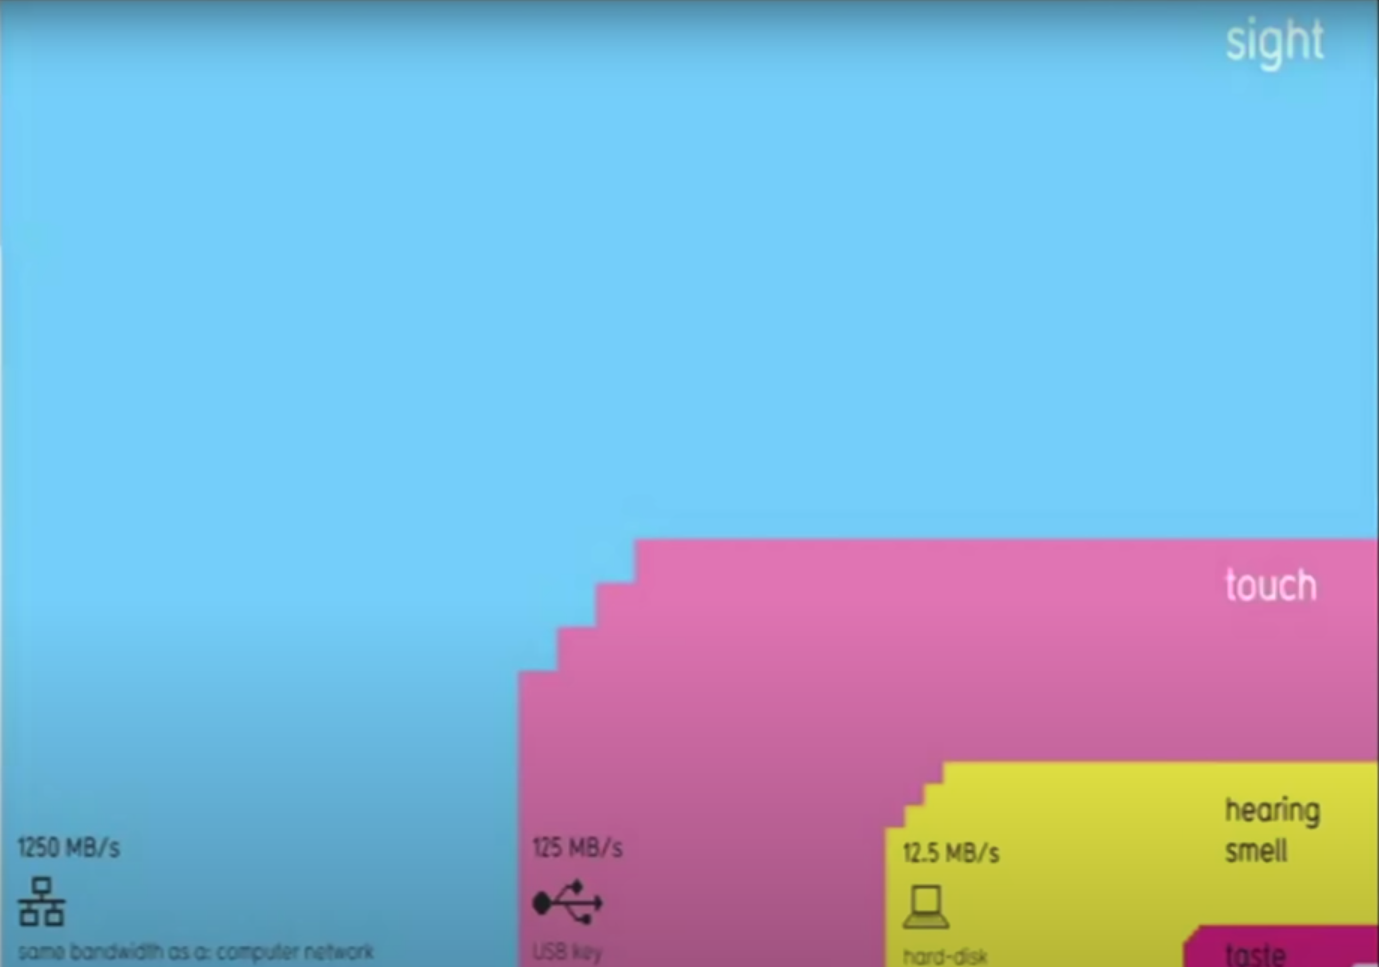 sight
touch
hearing
smell
taste
1250 MB/s
same bandwidth as a: computer network
125 MB/s
USB key
12.5 MB/s
hard-disk